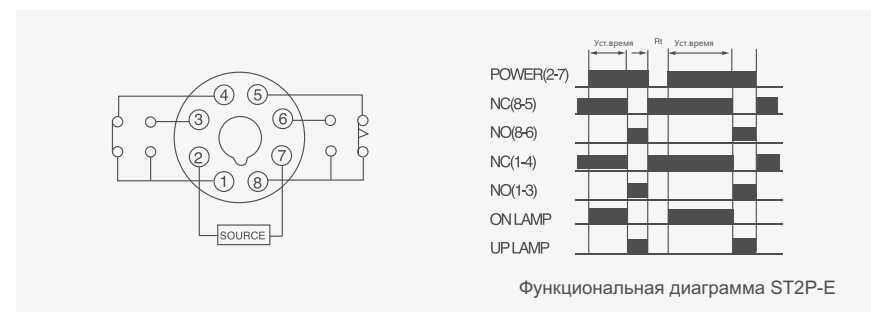 4 5
3 6
2 7
1 8
SOURCE
Уст.время Rt Уст.время
POWER(2-7)
NC(8-5)
NO(8-6)
NC(1-4)
NO(1-3)
ON LAMP
UP LAMP
Функциональная диаграмма ST2P-E